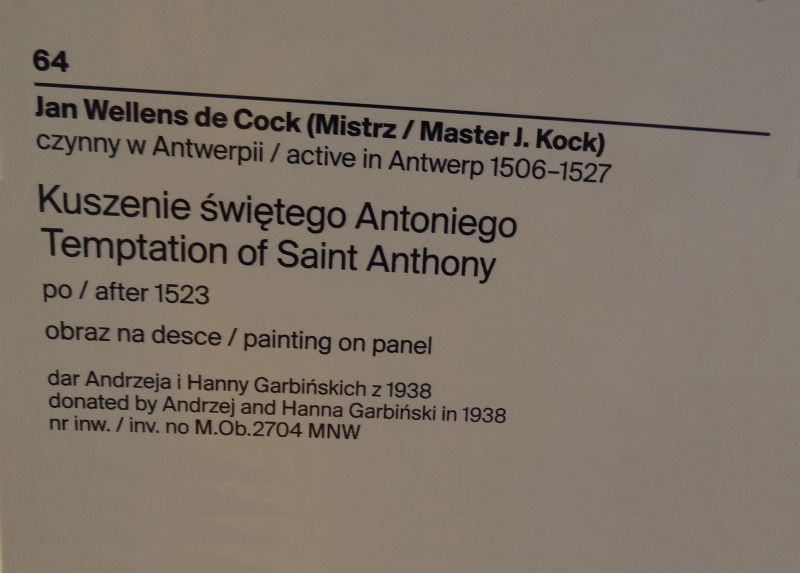 64
Jan Wellens de Cock (Mistrz / Master J. Kock)
czynny w Antwerpii / active in Antwerp 1506–1527
Kuszenie świętego Antoniego
Temptation of Saint Anthony
po / after 1523
obraz na desce / painting on panel
dar Andrzeja i Hanny Garbińskich z 1938
donated by Andrzej and Hanna Garbiński in 1938
nr inw. / inv. no M.Ob.2704 MNW